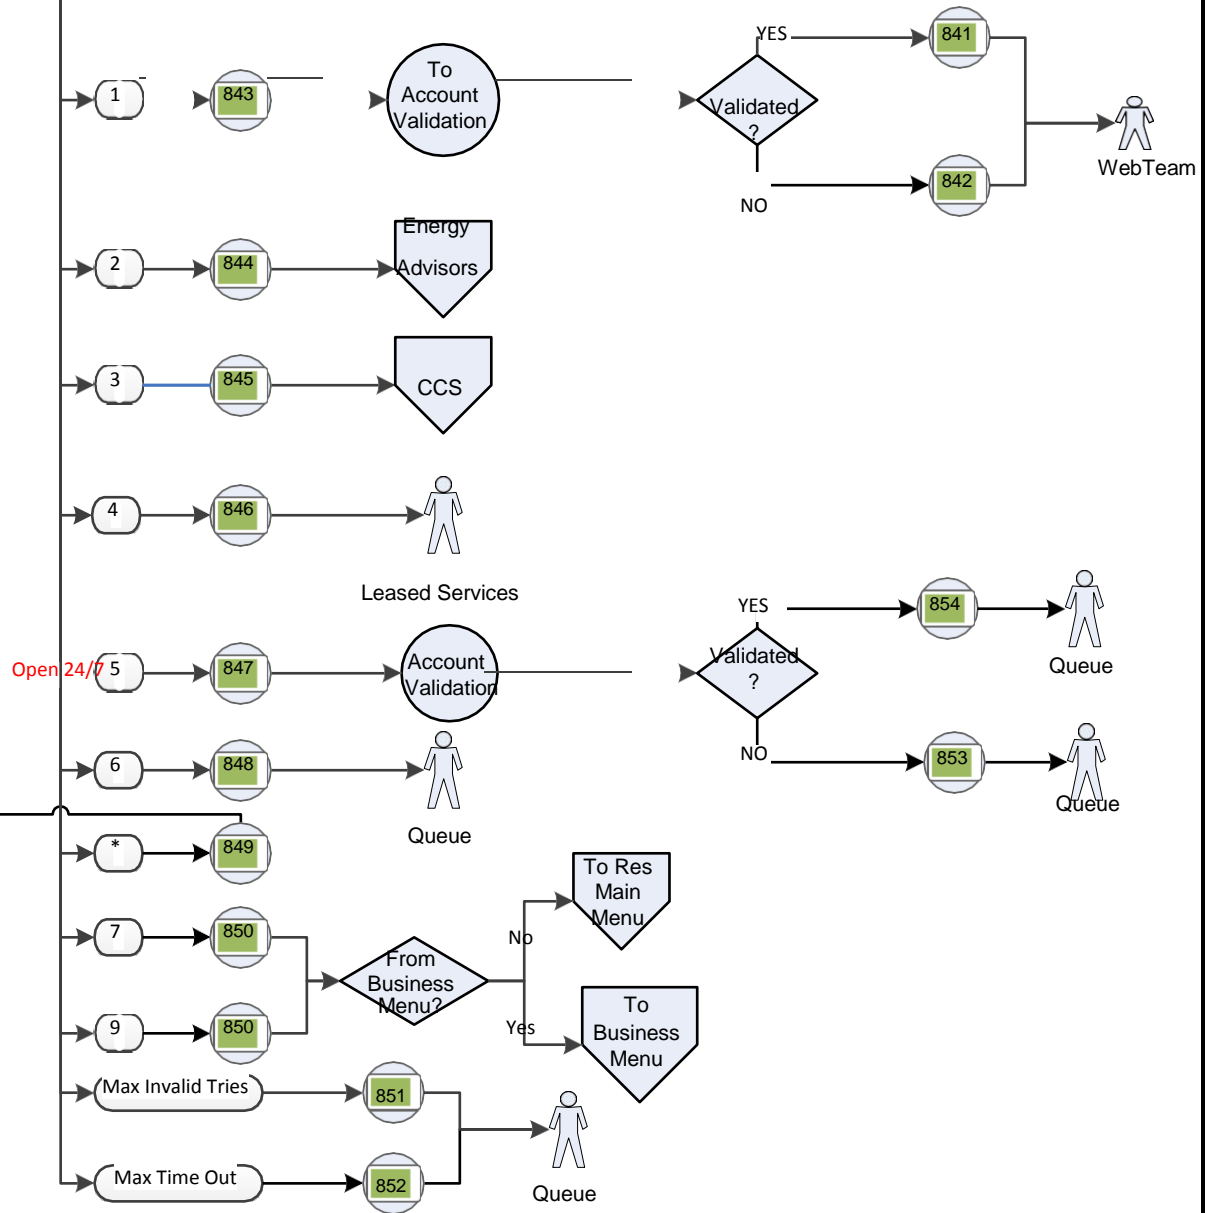 YES
841
1
843
To
Account
Validation
Validated
?
WebTeam
NO
842
2
844
Energy
Advisors
3
845
CCS
4
846
Leased Services
YES
854
Queue
Open 24/7
5
847
Account
Validation
Validated
?
NO
853
Queue
6
848
Queue
*
849
7
850
No
To Res
Main
Menu
From
Business
Menu?
9
850
Yes
To
Business
Menu
Max Invalid Tries
851
Queue
Max Time Out
852